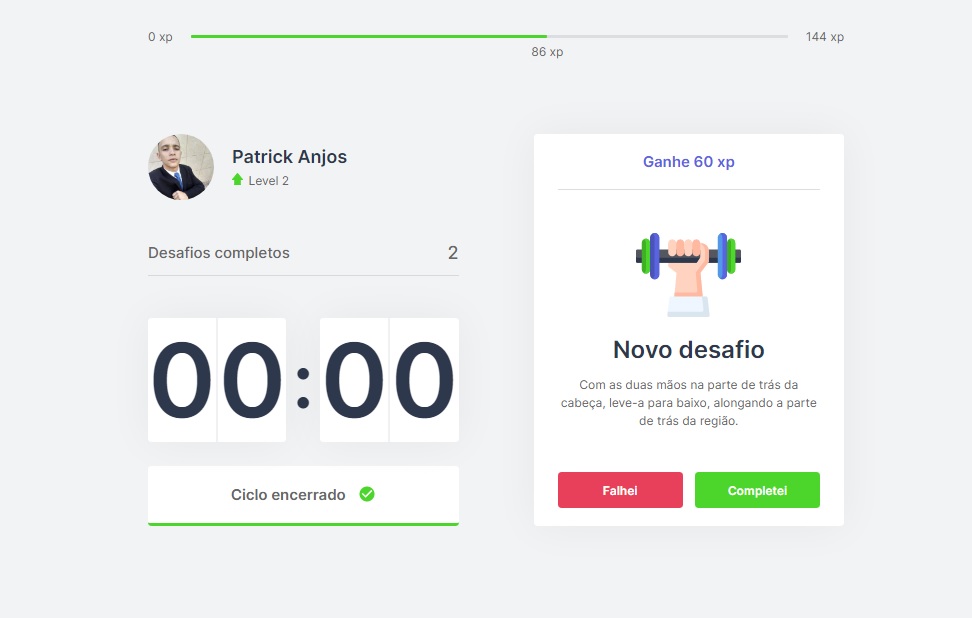 0 xp
144 xp
86 xp
Patrick Anjos
Level 2
Desafios completos 2
00:00
Ciclo encerrado
Ganhe 60 xp
Novo desafio
Com as duas mãos na parte de trás da
cabeça, leve-a para baixo, alongando a parte
de trás da região.
Falhei
Completei